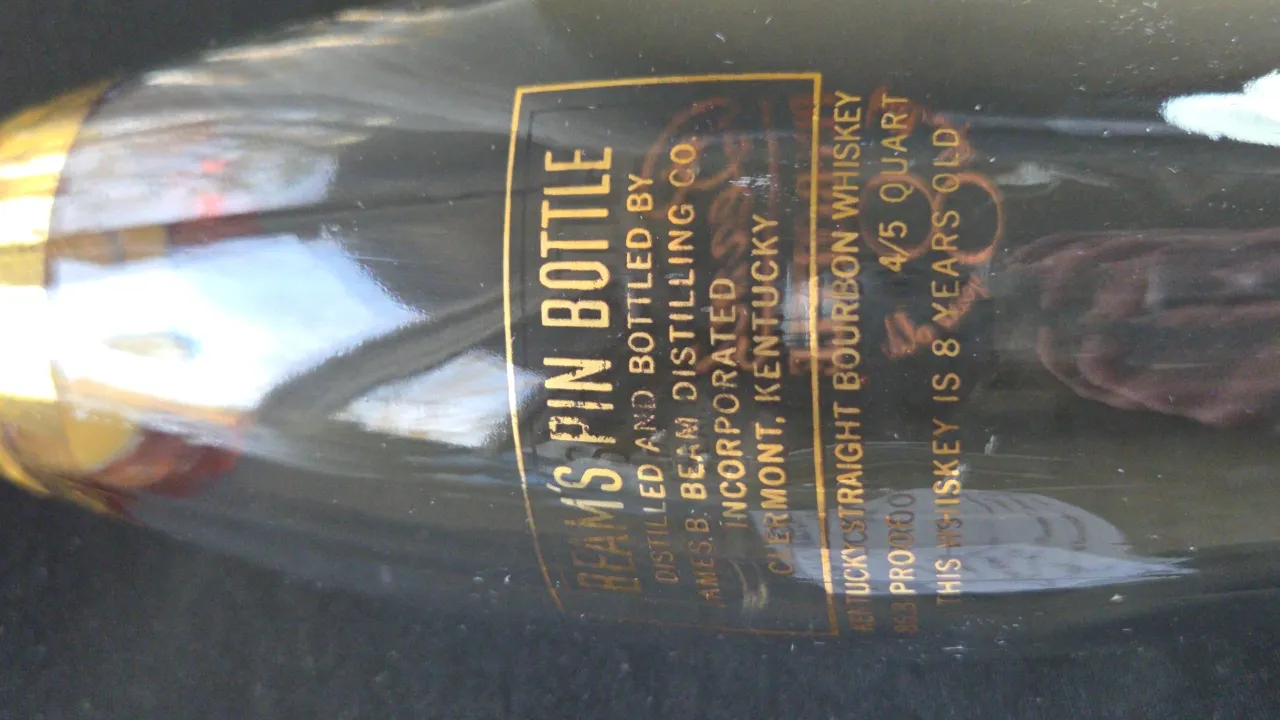 BEAM'S PIN BOTTLE
DISTILLED AND BOTTLED BY
JAMES B. BEAM DISTILLING CO.
INCORPORATED
CLERMONT, KENTUCKY
KENTUCKY STRAIGHT BOURBON WHISKEY
PROOF 4/5 QUART
THIS WHISKEY IS 8 YEARS OLD